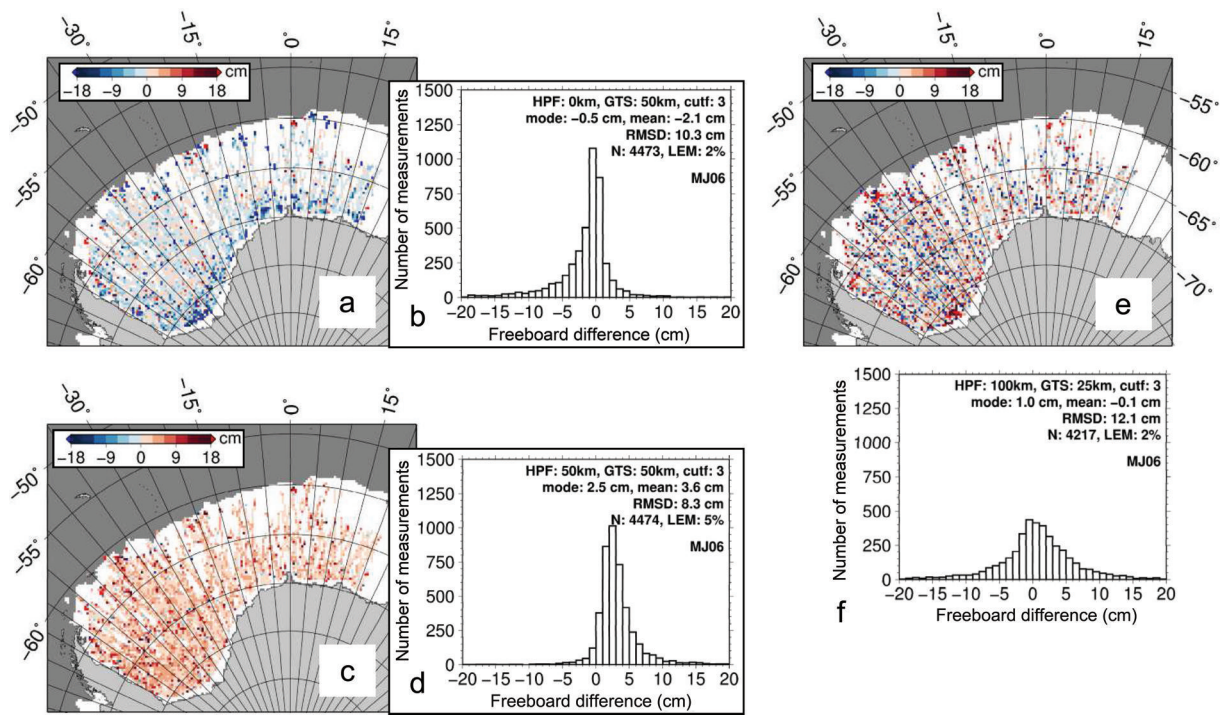 −30°
0°
15°
cm
−18 −9 0 9 18
−50°
−55°
−60°
a
1500
1250
1000
750
500
250
0
Number of measurements
HPF: 0km, GTS: 50km, cutf: 3
mode: −0.5 cm, mean: −2.1 cm
RMSD: 10.3 cm
N: 4473, LEM: 2%
MJ06
−20 −15 −10 −5 0 5 10 15 20
Freeboard difference (cm)
b
−30°
0°
15°
cm
−18 −9 0 9 18
−55°
−60°
−65°
−70°
−50°
−55°
−60°
e
−30°
0°
15°
cm
−18 −9 0 9 18
−50°
−55°
−60°
c
1500
1250
1000
750
500
250
0
Number of measurements
HPF: 50km, GTS: 50km, cutf: 3
mode: 2.5 cm, mean: 3.6 cm
RMSD: 8.3 cm
N: 4474, LEM: 5%
MJ06
−20 −15 −10 −5 0 5 10 15 20
Freeboard difference (cm)
d
1500
1250
1000
750
500
250
0
Number of measurements
HPF: 100km, GTS: 25km, cutf: 3
mode: 1.0 cm, mean: −0.1 cm
RMSD: 12.1 cm
N: 4217, LEM: 2%
MJ06
−20 −15 −10 −5 0 5 10 15 20
Freeboard difference (cm)
f